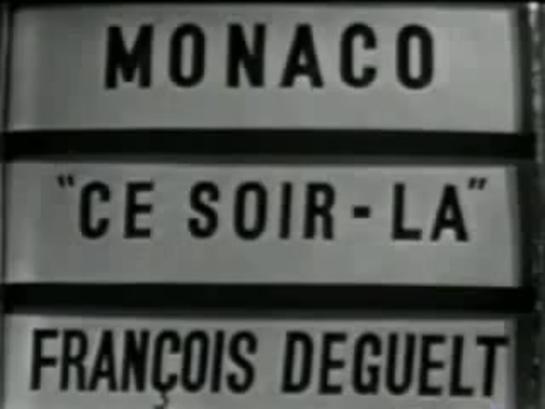 MONACO
"CE SOIR-LA"
FRANÇOIS DEGUELT